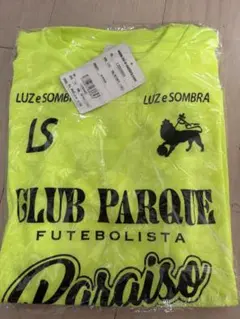 LUZ e SOMBRA
LUZ e SOMBRA
LS
CLUB PARQUE
FUTEBOLISTA
Paraiso